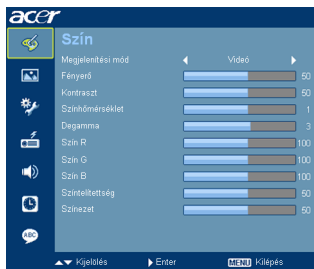 acer
Szín
Megjelenítési mód Videó
Fényerő 50
Kontraszt 50
Színhőmérséklet 1
Degamma 3
Szín R 100
Szín G 100
Szín B 100
Színtelítettség 50
Színezet 50
ABC
Kijelölés Enter MENU Kilépés